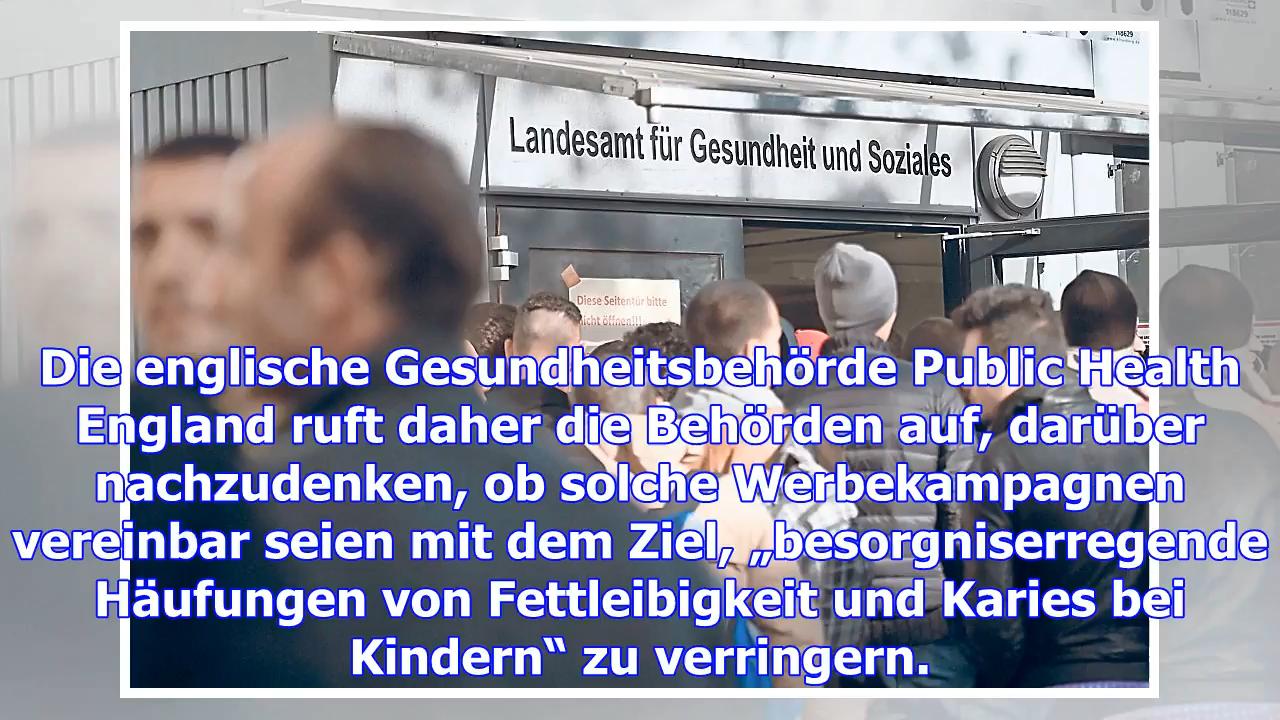 118629
118629
Landesamt für Gesundheit und Soziales
Diese Seitentür bitte
nicht öffnen!!!
Die englische Gesundheitsbehörde Public Health
England ruft daher die Behörden auf, darüber
nachzudenken, ob solche Werbekampagnen
vereinbar seien mit dem Ziel, „besorgniserregende
Häufungen von Fettleibigkeit und Karies bei
Kindern“ zu verringern.